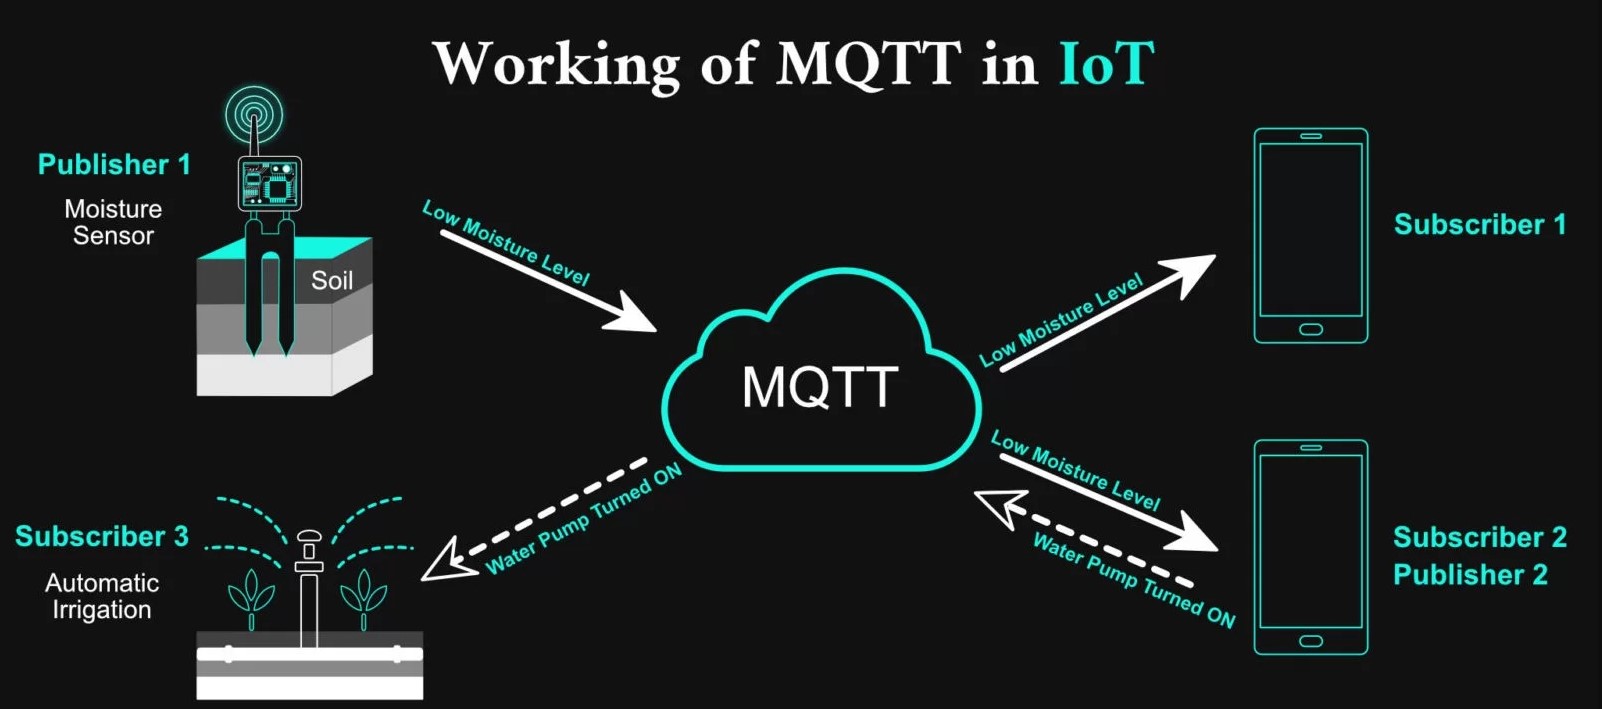 Working of MQTT in IoT
Publisher 1
Moisture
Sensor
Soil
Low Moisture Level
MQTT
Low Moisture Level
Subscriber 1
Low Moisture Level
Water Pump Turned ON
Subscriber 2
Publisher 2
Water Pump Turned ON
Subscriber 3
Automatic
Irrigation